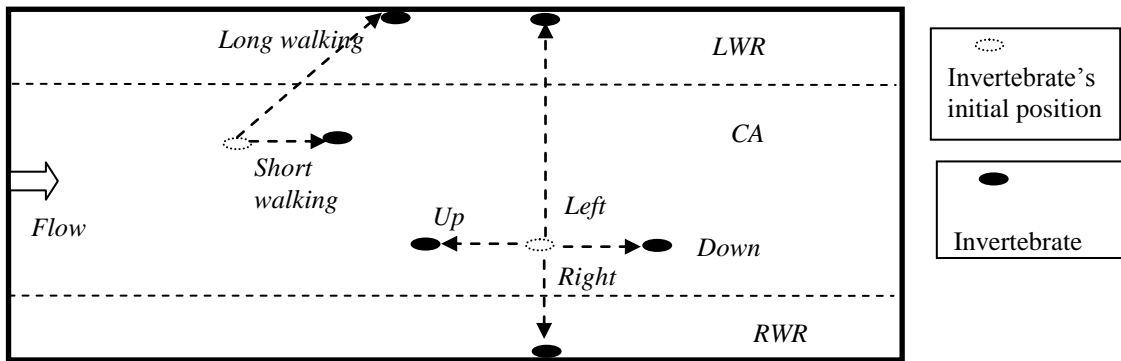 Long walking
LWR
CA
Short
walking
Flow
Up
Left
Down
Right
RWR
Invertebrate's
initial position
Invertebrate